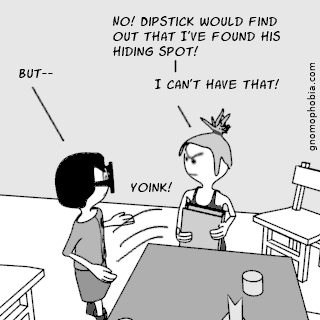 NO! DIPSTICK WOULD FIND
OUT THAT I'VE FOUND HIS
HIDING SPOT!
BUT--
I CAN'T HAVE THAT!
YOINK!
gnomophobia.com